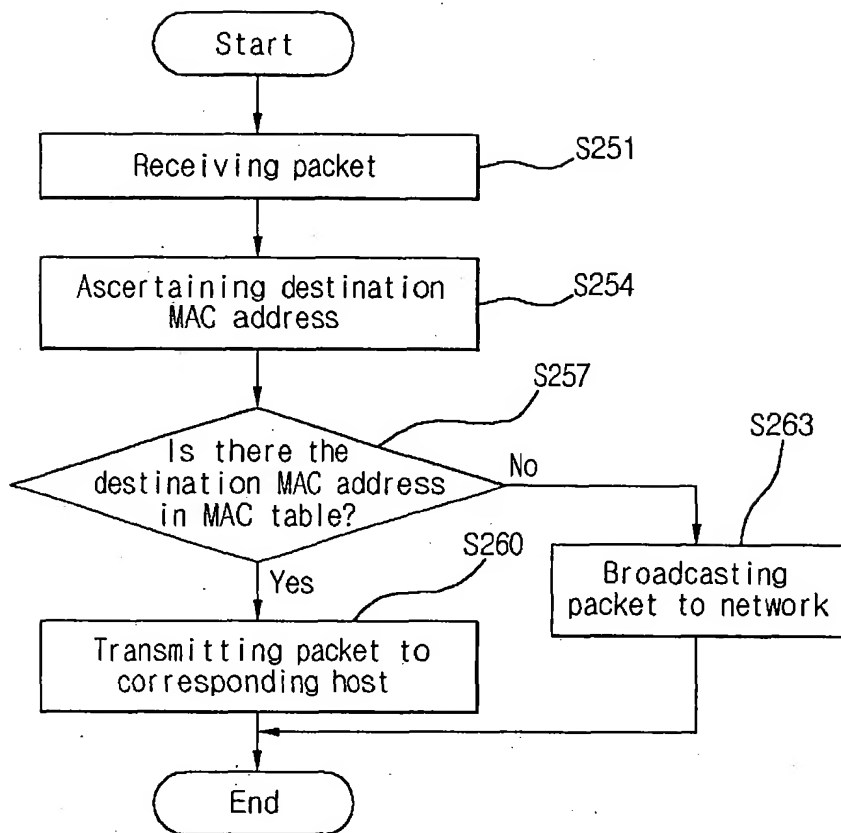 Start
Receiving packet
S251
Ascertaining destination
MAC address
S254
Is there the
destination MAC address
in MAC table?
S257
No
S263
Broadcasting
packet to network
Yes
S260
Transmitting packet to
corresponding host
End